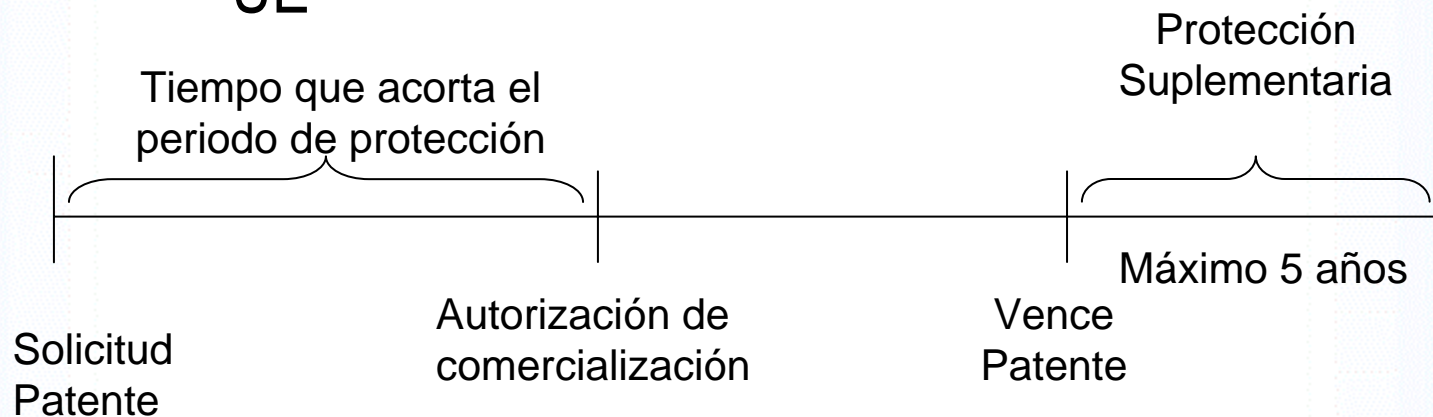 Protección
Suplementaria
Tiempo que acorta el
periodo de protección
Máximo 5 años
Autorización de
comercialización
Vence
Patente
Solicitud
Patente